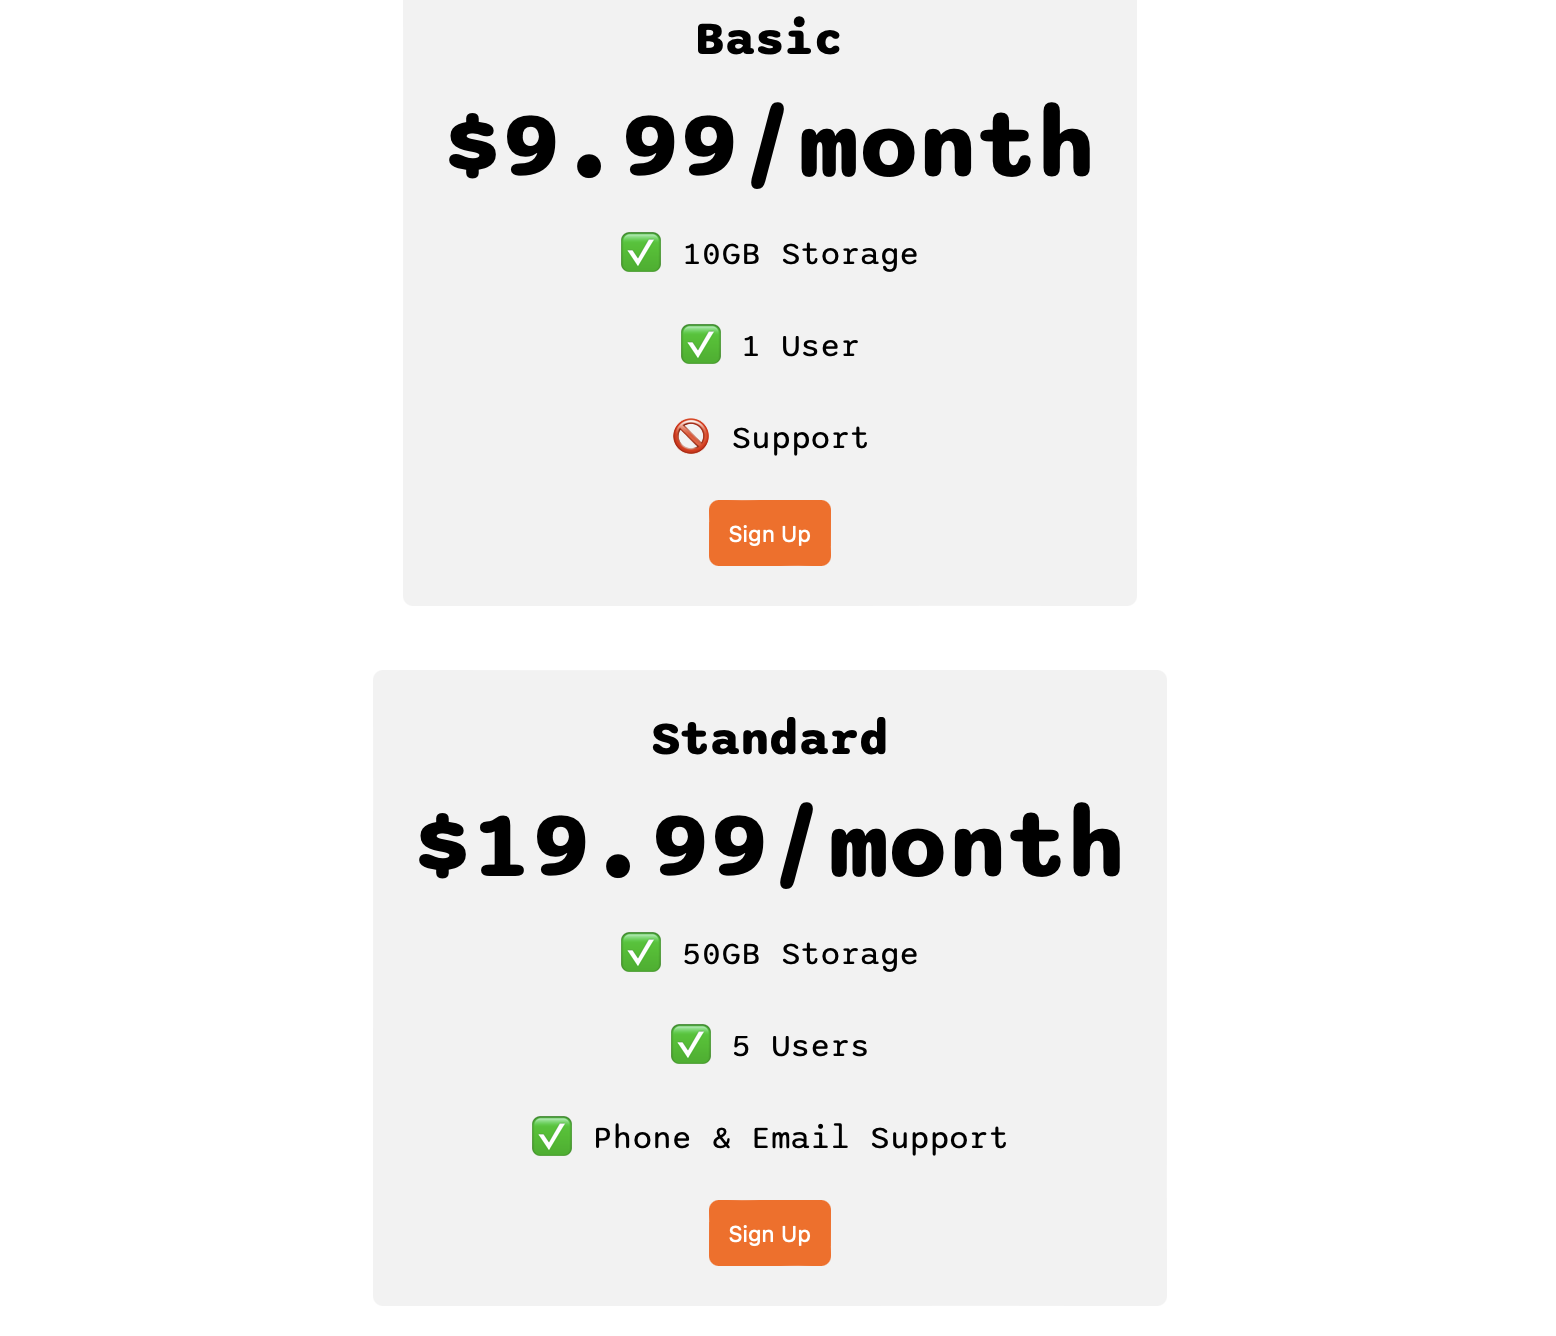 Basic
$9.99/month
✅ 10GB Storage
✅ 1 User
🚫 Support
Sign Up
Standard
$19.99/month
✅ 50GB Storage
✅ 5 Users
✅ Phone & Email Support
Sign Up